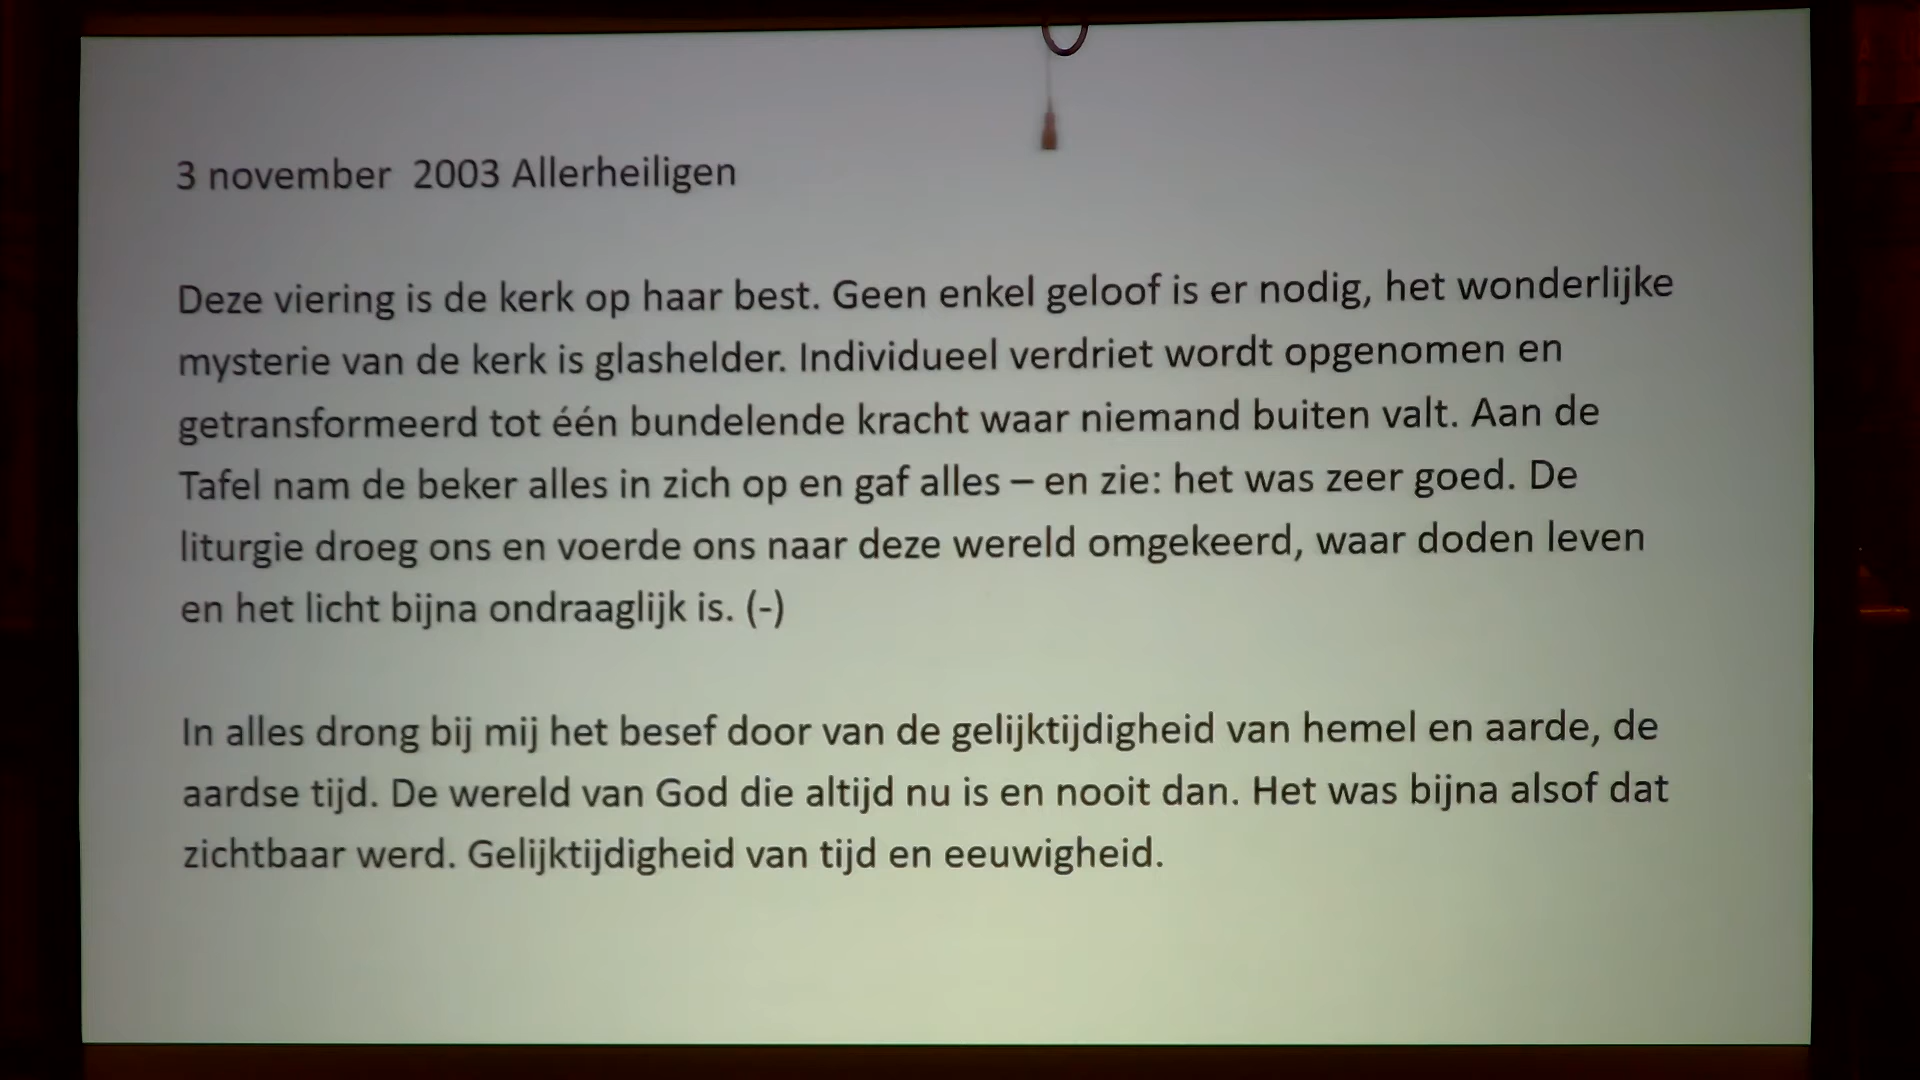 3 november  2003 Allerheiligen
Deze viering is de kerk op haar best. Geen enkel geloof is er nodig, het wonderlijke
mysterie van de kerk is glashelder. Individueel verdriet wordt opgenomen en
getransformeerd tot één bundelende kracht waar niemand buiten valt. Aan de
Tafel nam de beker alles in zich op en gaf alles – en zie: het was zeer goed. De
liturgie droeg ons en voerde ons naar deze wereld omgekeerd, waar doden leven
en het licht bijna ondraaglijk is. (-)
In alles drong bij mij het besef door van de gelijktijdigheid van hemel en aarde, de
aardse tijd. De wereld van God die altijd nu is en nooit dan. Het was bijna alsof dat
zichtbaar werd. Gelijktijdigheid van tijd en eeuwigheid.